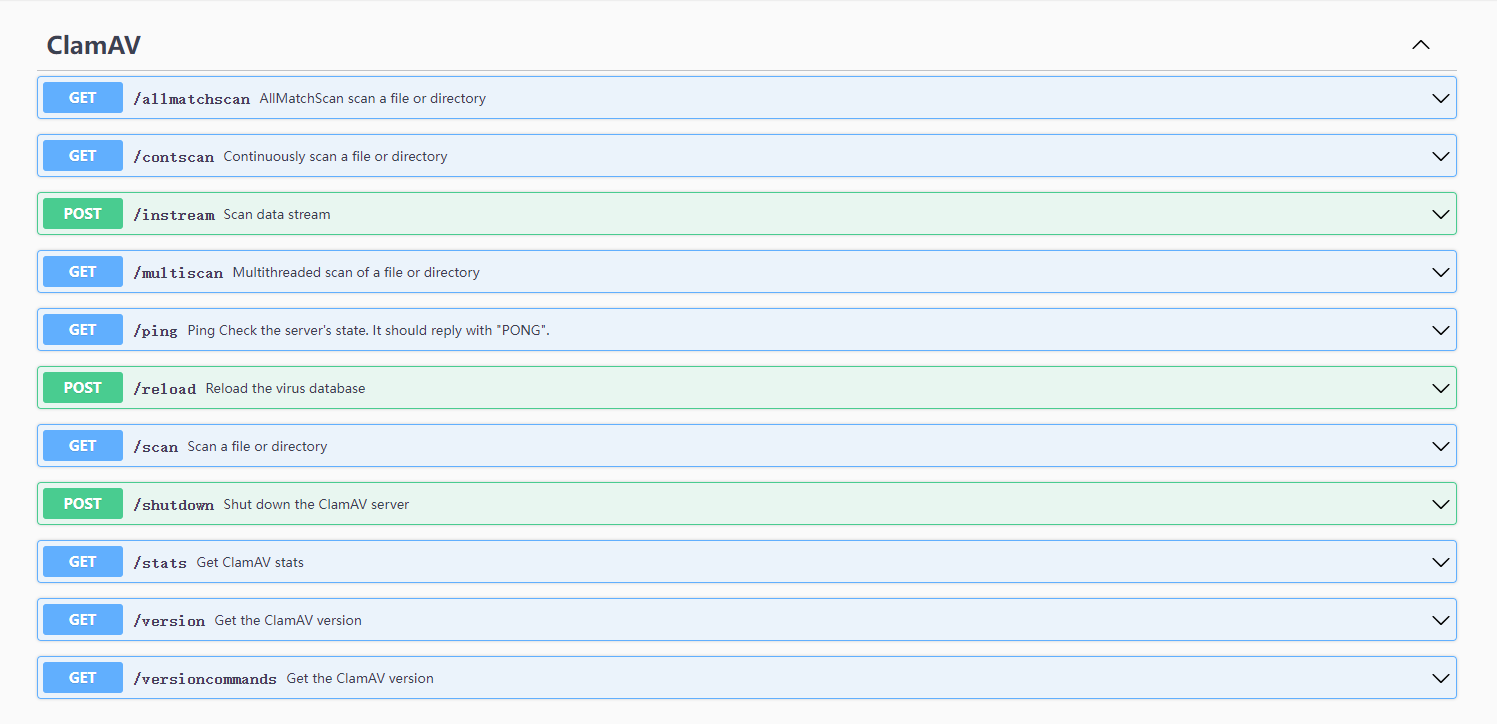 ClamAV
GET /allmatchscan AllMatchScan scan a file or directory
GET /contscan Continuously scan a file or directory
POST /instream Scan data stream
GET /multiscan Multithreaded scan of a file or directory
GET /ping Ping Check the server's state. It should reply with "PONG".
POST /reload Reload the virus database
GET /scan Scan a file or directory
POST /shutdown Shut down the ClamAV server
GET /stats Get ClamAV stats
GET /version Get the ClamAV version
GET /versioncommands Get the ClamAV version